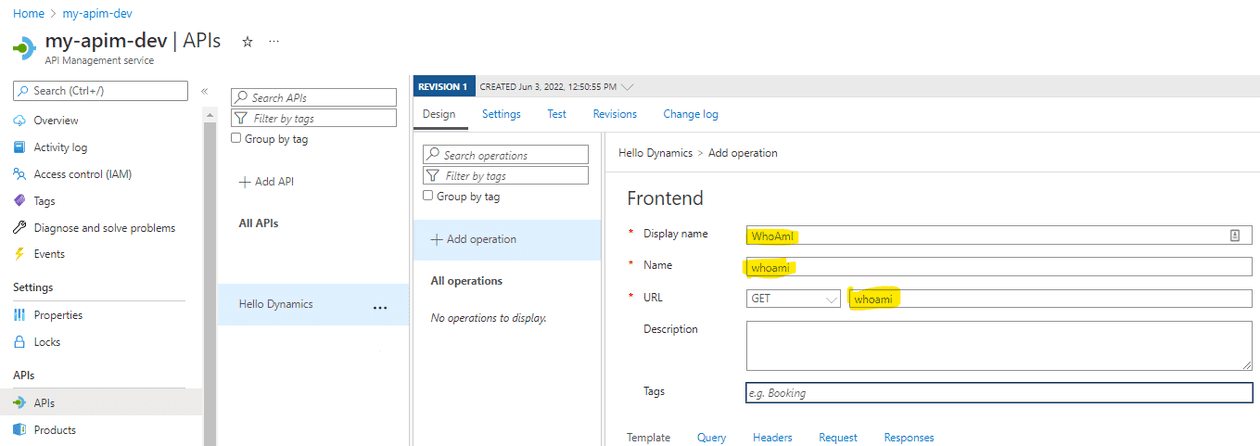 Home > my-apim-dev
my-apim-dev | APIs ☆ ...
API Management service
Search (Ctrl+/) «
Overview
Activity log
Access control (IAM)
Tags
Diagnose and solve problems
Events
Settings
Properties
Locks
APIs
APIs
Products
Search APIs
Filter by tags
Group by tag
+ Add API
All APIs
Hello Dynamics ...
REVISION 1 CREATED Jun 3, 2022, 12:50:55 PM
Design Settings Test Revisions Change log
Search operations
Filter by tags
Group by tag
+ Add operation
All operations
No operations to display.
Hello Dynamics > Add operation
Frontend
* Display name WhoAmI
* Name whoami
* URL GET whoami
Description
Tags e.g. Booking
Template Query Headers Request Responses